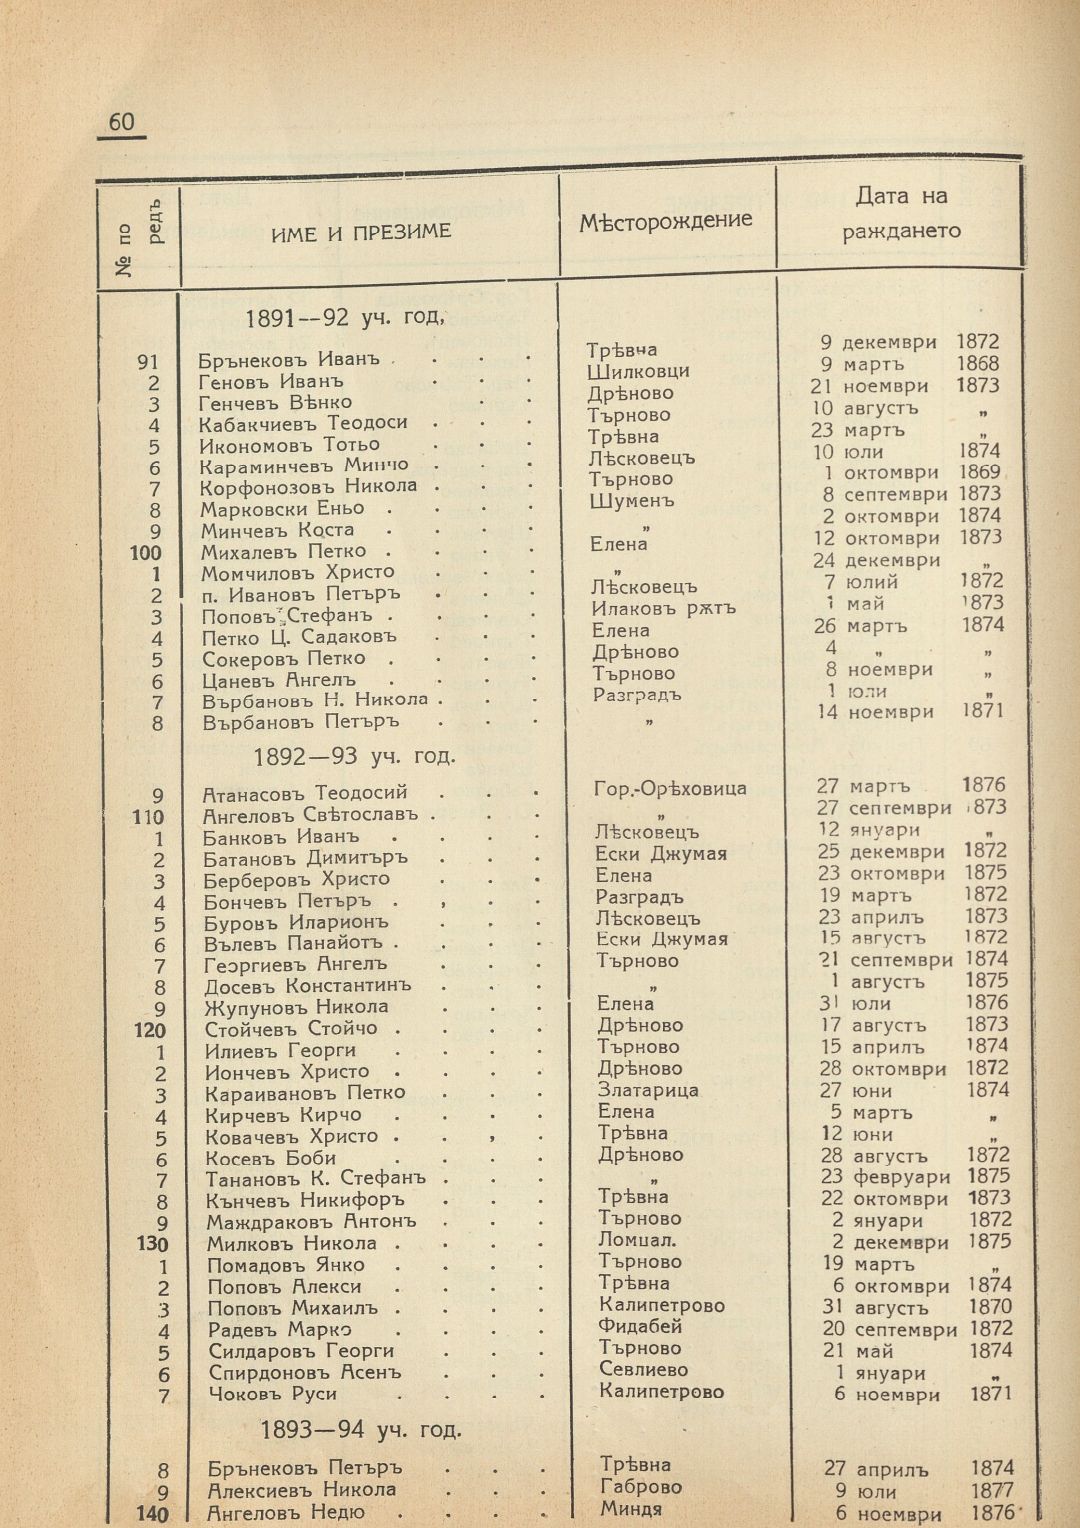 60
№ по редъ ИМЕ И ПРЕЗИМЕ Мѣсторождение Дата на раждането
1891—92 уч. год,
91 Брънековъ Иванъ . . . . Трѣвна 9 декември 1872
2 Геновъ Иванъ . . . Шилковци 9 мартъ 1868
3 Генчевъ Вѣнко . . Дрѣново 21 ноември 1873
4 Кабакчиевъ Теодоси . . . Търново 10 августъ „
5 Икономовъ Тотьо . . . Трѣвна 23 мартъ „
6 Караминчевъ Минчо . . . Лѣсковецъ 10 юли 1874
7 Корфонозовъ Никола . . . Търново 1 октомври 1869
8 Марковски Еньо . . . . Шуменъ 8 септември 1873
9 Минчевъ Коста . . . . „ 2 октомври 1874
100 Михалевъ Петко . . . . Елена 12 октомври 1873
1 Момчиловъ Христо . . . „ 24 декември „
2 п. Ивановъ Петъръ . . . Лѣсковецъ 7 юлий 1872
3 Поповъ Стефанъ . . . . Илаковъ рѫтъ 1 май 1873
4 Петко Ц. Садаковъ . . . Елена 26 мартъ 1874
5 Сокеровъ Петко . . . . Дрѣново 4 „ „
6 Цаневъ Ангелъ . . . . Търново 8 ноември „
7 Върбановъ Н. Никола . . . Разградъ 1 юли „
8 Върбановъ Петъръ . . . „ 14 ноември 1871
1892—93 уч. год.
9 Атанасовъ Теодосий . . . Гор.-Орѣховица 27 мартъ 1876
110 Ангеловъ Свѣтославъ . . . „ 27 септември 1873
1 Банковъ Иванъ . . . . Лѣсковецъ 12 януари „
2 Батановъ Димитъръ . . . Ески Джумая 25 декември 1872
3 Берберовъ Христо . . . Елена 23 октомври 1875
4 Бончевъ Петъръ . , . . Разградъ 19 мартъ 1872
5 Буровъ Иларионъ . . . Лѣсковецъ 23 априлъ 1873
6 Вълевъ Панайотъ . . . . Ески Джумая 15 августъ 1872
7 Георгиевъ Ангелъ . . . Търново 21 септември 1874
8 Досевъ Константинъ . . . „ 1 августъ 1875
9 Жупуновъ Никола . . . Елена 31 юли 1876
120 Стойчевъ Стойчо . . . . Дрѣново 17 августъ 1873
1 Илиевъ Георги . . . . Търново 15 априлъ 1874
2 Иончевъ Христо . . . . Дрѣново 28 октомври 1872
3 Караивановъ Петко . . . Златарица 27 юни 1874
4 Кирчевъ Кирчо . . . . Елена 5 мартъ „
5 Ковачевъ Христо . . , . Трѣвна 12 юни „
6 Косевъ Боби . . . . Дрѣново 28 августъ 1872
7 Танановъ К. Стефанъ . . . „ 23 февруари 1875
8 Кънчевъ Никифоръ . . . Трѣвна 22 октомври 1873
9 Маждраковъ Антонъ . . . Търново 2 януари 1872
130 Милковъ Никола . . . . Ломцал. 2 декември 1875
1 Помадовъ Янко . . . . Търново 19 мартъ „
2 Поповъ Алекси . . . . Трѣвна 6 октомври 1874
3 Поповъ Михаилъ . . . . Калипетрово 31 августъ 1870
4 Радевъ Марко . . . . Фидабей 20 септември 1872
5 Силдаровъ Георги . . . Търново 21 май 1874
6 Спирдоновъ Асенъ . . . Севлиево 1 януари „
7 Чоковъ Руси . . . . Калипетрово 6 ноември 1871
1893—94 уч. год.
8 Брънековъ Петъръ . . . Трѣвна 27 априлъ 1874
9 Алексиевъ Никола . . . Габрово 9 юли 1877
140 Ангеловъ Недю . . . . Миндя 6 ноември 1876